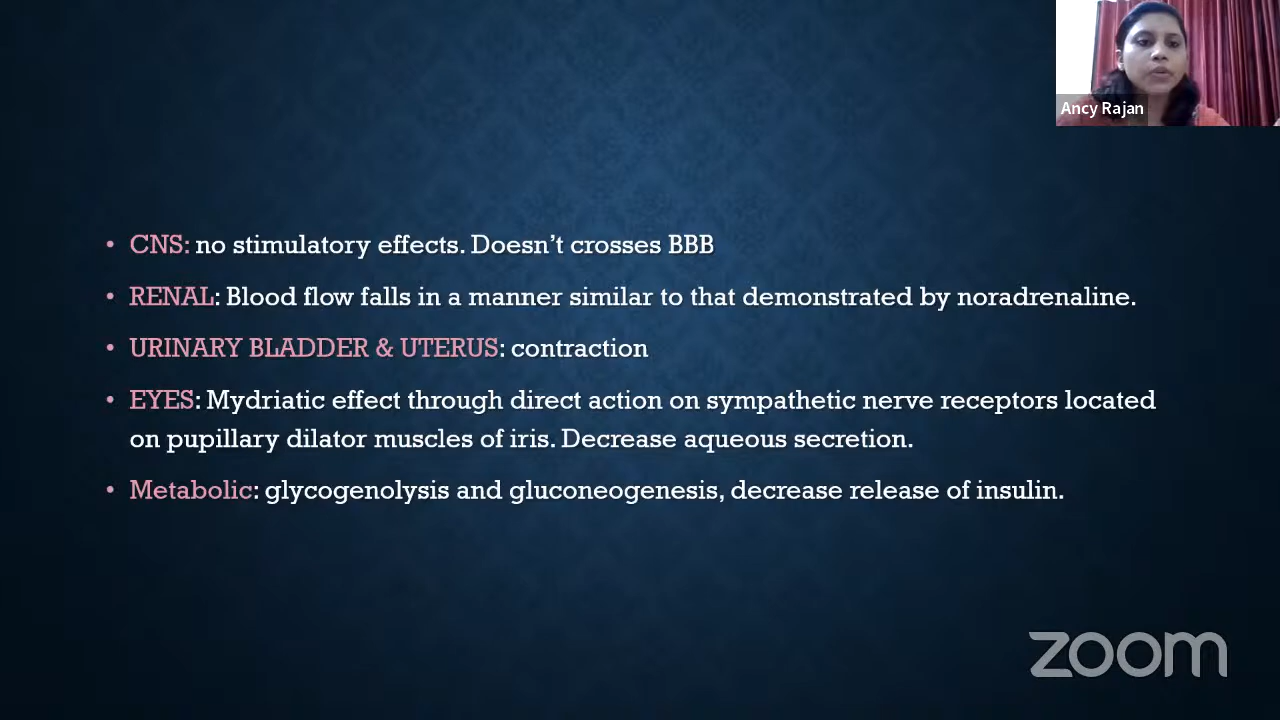 Ancy Rajan
• CNS: no stimulatory effects. Doesn’t crosses BBB
• RENAL: Blood flow falls in a manner similar to that demonstrated by noradrenaline.
• URINARY BLADDER & UTERUS: contraction
• EYES: Mydriatic effect through direct action on sympathetic nerve receptors located
on pupillary dilator muscles of iris. Decrease aqueous secretion.
• Metabolic: glycogenolysis and gluconeogenesis, decrease release of insulin.
zoom